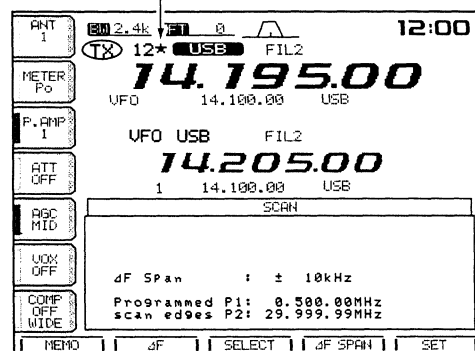 ANT
1
BW 2.4k FT 0
12:00
TX 12★ USB FIL2
METER
Po
14.195.00
VFO 14.100.00 USB
P.AMP
1
VFO USB FIL2
ATT
OFF
14.205.00
1 14.100.00 USB
AGC
MID
SCAN
VOX
OFF
⊿F SPan : ± 10kHz
COMP
OFF
WIDE
Programmed P1: 0.500.00MHz
scan edges P2: 29.999.99MHz
MEMO ⊿F SELECT ⊿F SPAN SET